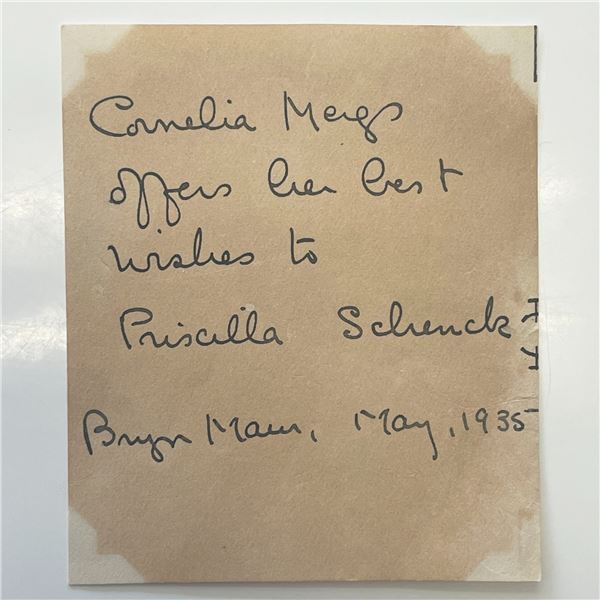 Cornelia Meigs
offers her best
wishes to
Priscilla Schenck
Bryn Mawr, May, 1935